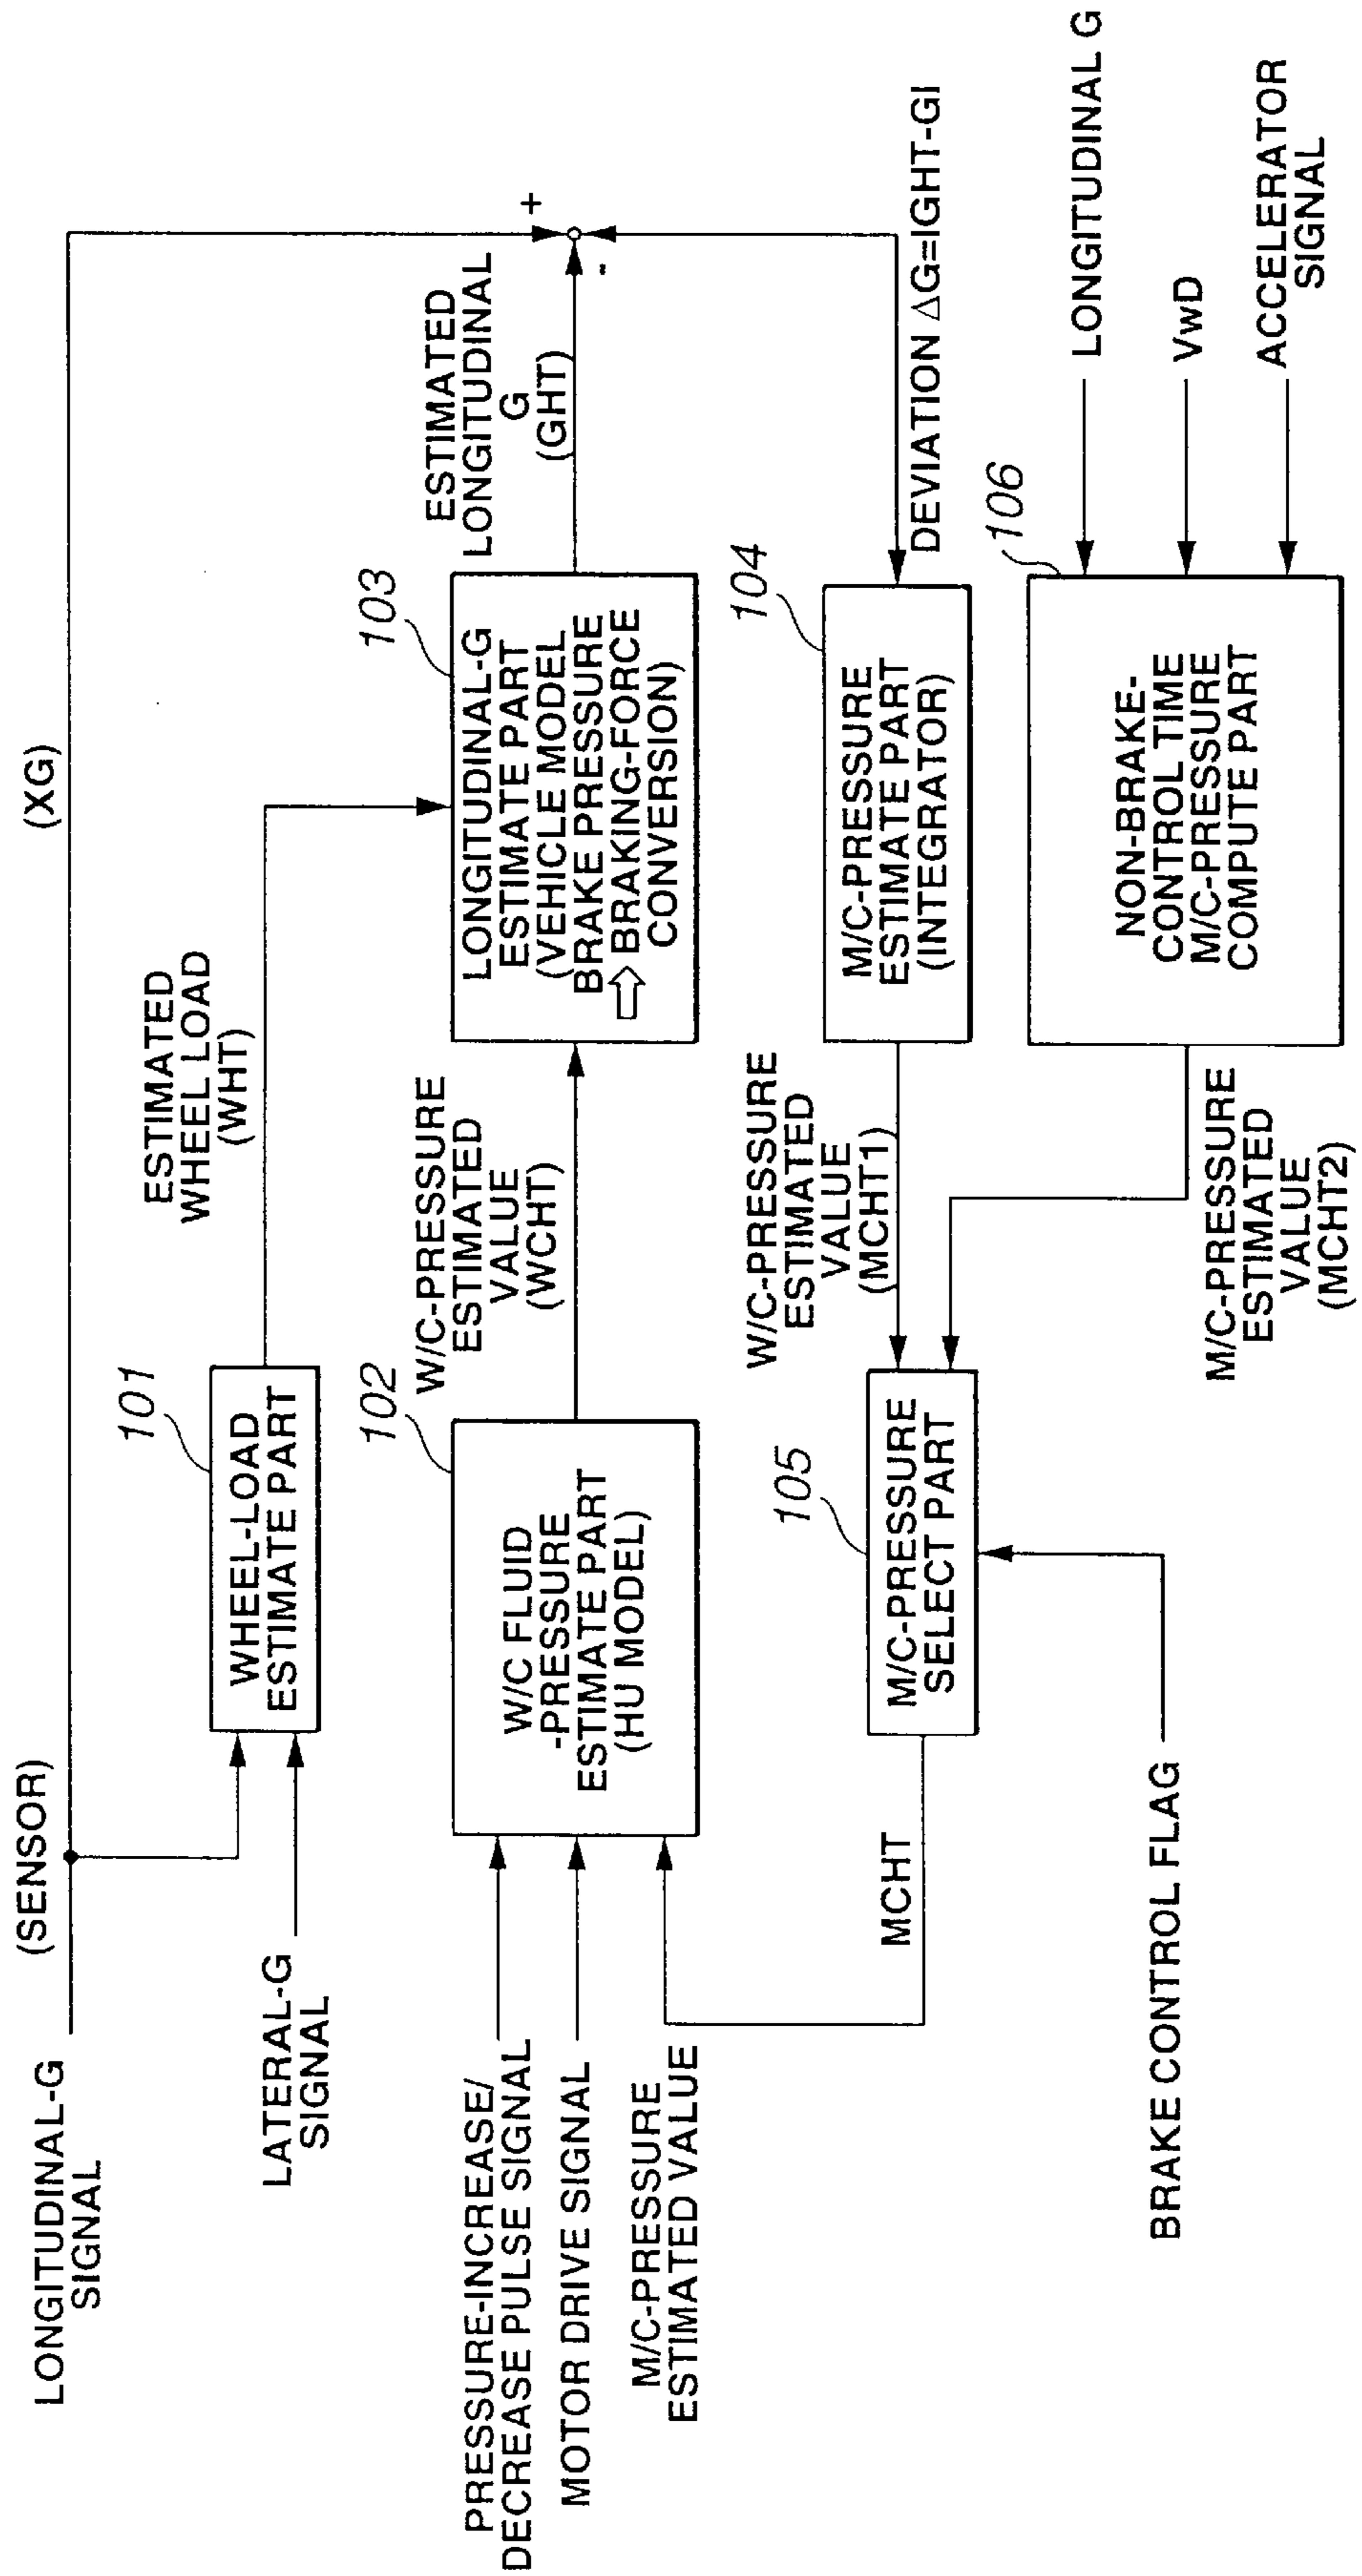 LONGITUDINAL-G
SIGNAL
(SENSOR)
(XG)
LATERAL-G
SIGNAL
101
WHEEL-LOAD
ESTIMATE PART
ESTIMATED
WHEEL LOAD
(WHT)
PRESSURE-INCREASE/
DECREASE PULSE SIGNAL
MOTOR DRIVE SIGNAL
M/C-PRESSURE
ESTIMATED VALUE
102
W/C FLUID
-PRESSURE
ESTIMATE PART
(HU MODEL)
W/C-PRESSURE
ESTIMATED
VALUE
(WCHT)
103
LONGITUDINAL-G
ESTIMATE PART
(VEHICLE MODEL
BRAKE PRESSURE
⇨ BRAKING-FORCE
CONVERSION)
ESTIMATED
LONGITUDINAL
G
(GHT)
+
-
MCHT
105
M/C-PRESSURE
SELECT PART
W/C-PRESSURE
ESTIMATED
VALUE
(MCHT1)
104
M/C-PRESSURE
ESTIMATE PART
(INTEGRATOR)
DEVIATION △G=IGHT-GI
BRAKE CONTROL FLAG
M/C-PRESSURE
ESTIMATED
VALUE
(MCHT2)
106
NON-BRAKE-
CONTROL TIME
M/C-PRESSURE
COMPUTE PART
LONGITUDINAL G
VwD
ACCELERATOR
SIGNAL